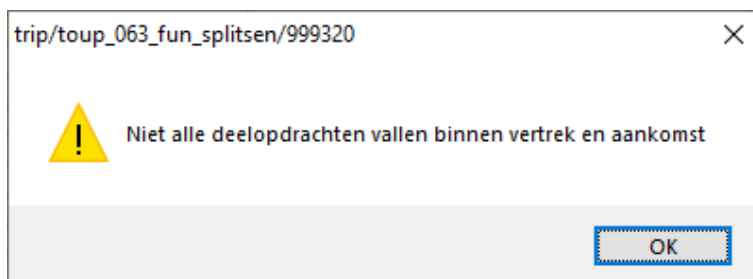 trip/toup_063_fun_splitsen/999320
Niet alle deelopdrachten vallen binnen vertrek en aankomst
OK